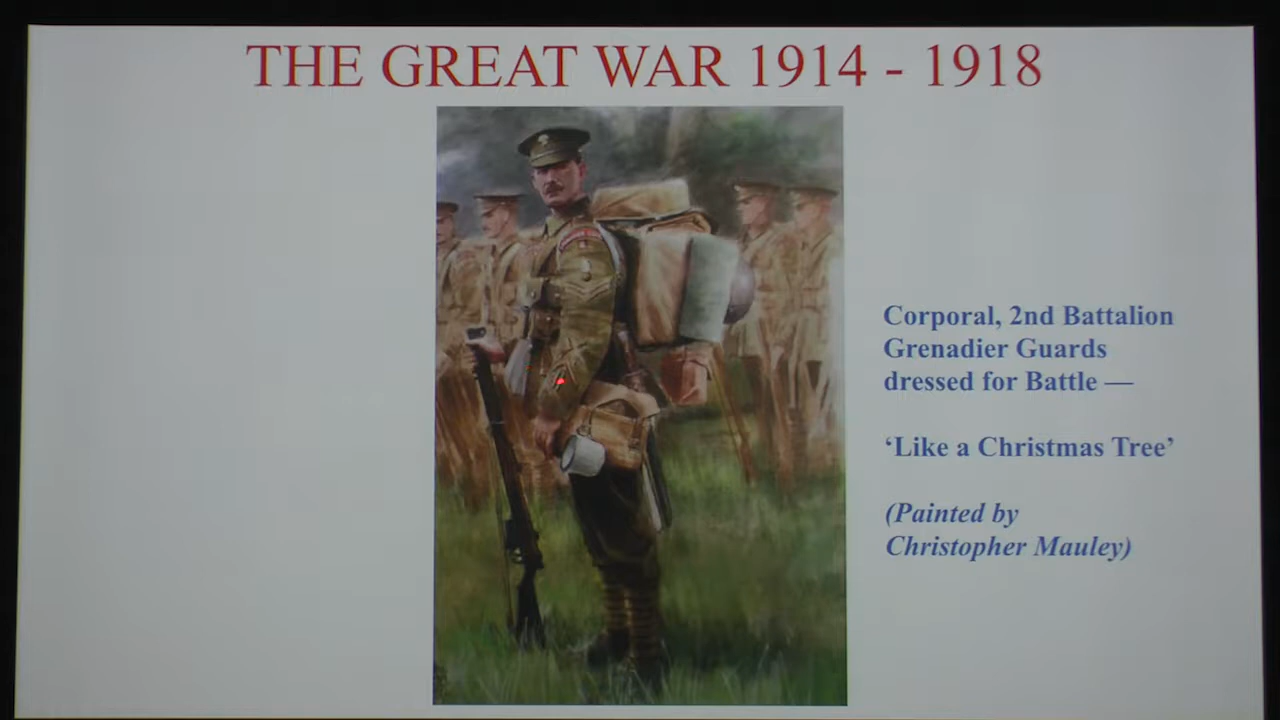 THE GREAT WAR 1914 - 1918
Corporal, 2nd Battalion
Grenadier Guards
dressed for Battle —
‘Like a Christmas Tree’
(Painted by
Christopher Mauley)